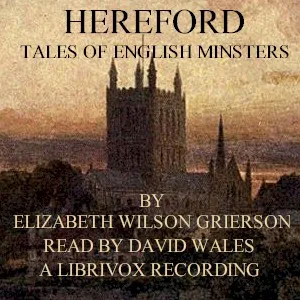 HEREFORD
TALES OF ENGLISH MINSTERS
BY
ELIZABETH WILSON GRIERSON
READ BY DAVID WALES
A LIBRIVOX RECORDING